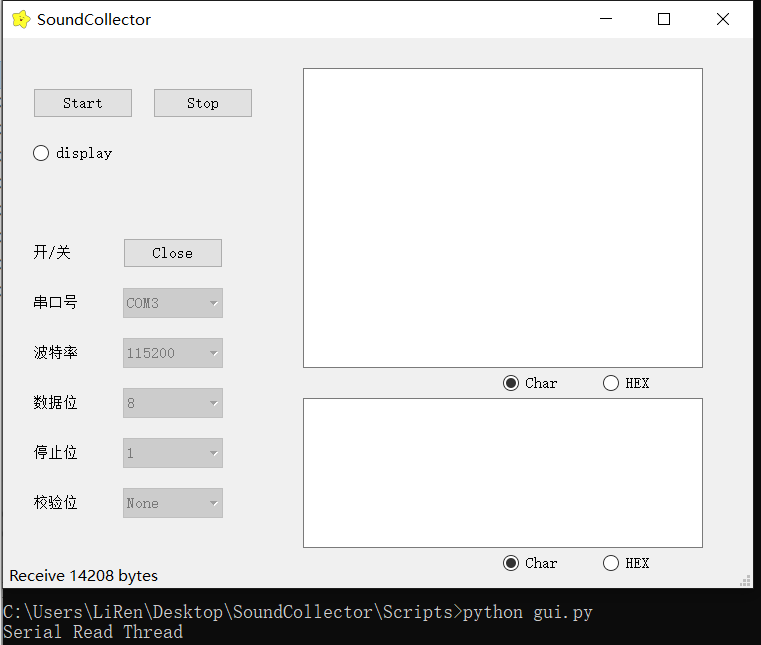 SoundCollector
Start Stop
display
开/关 Close
串口号 COM3
波特率 115200
Char HEX
数据位 8
停止位 1
校验位 None
Char HEX
Receive 14208 bytes
C:\Users\LiRen\Desktop\SoundCollector\Scripts>python gui.py
Serial Read Thread